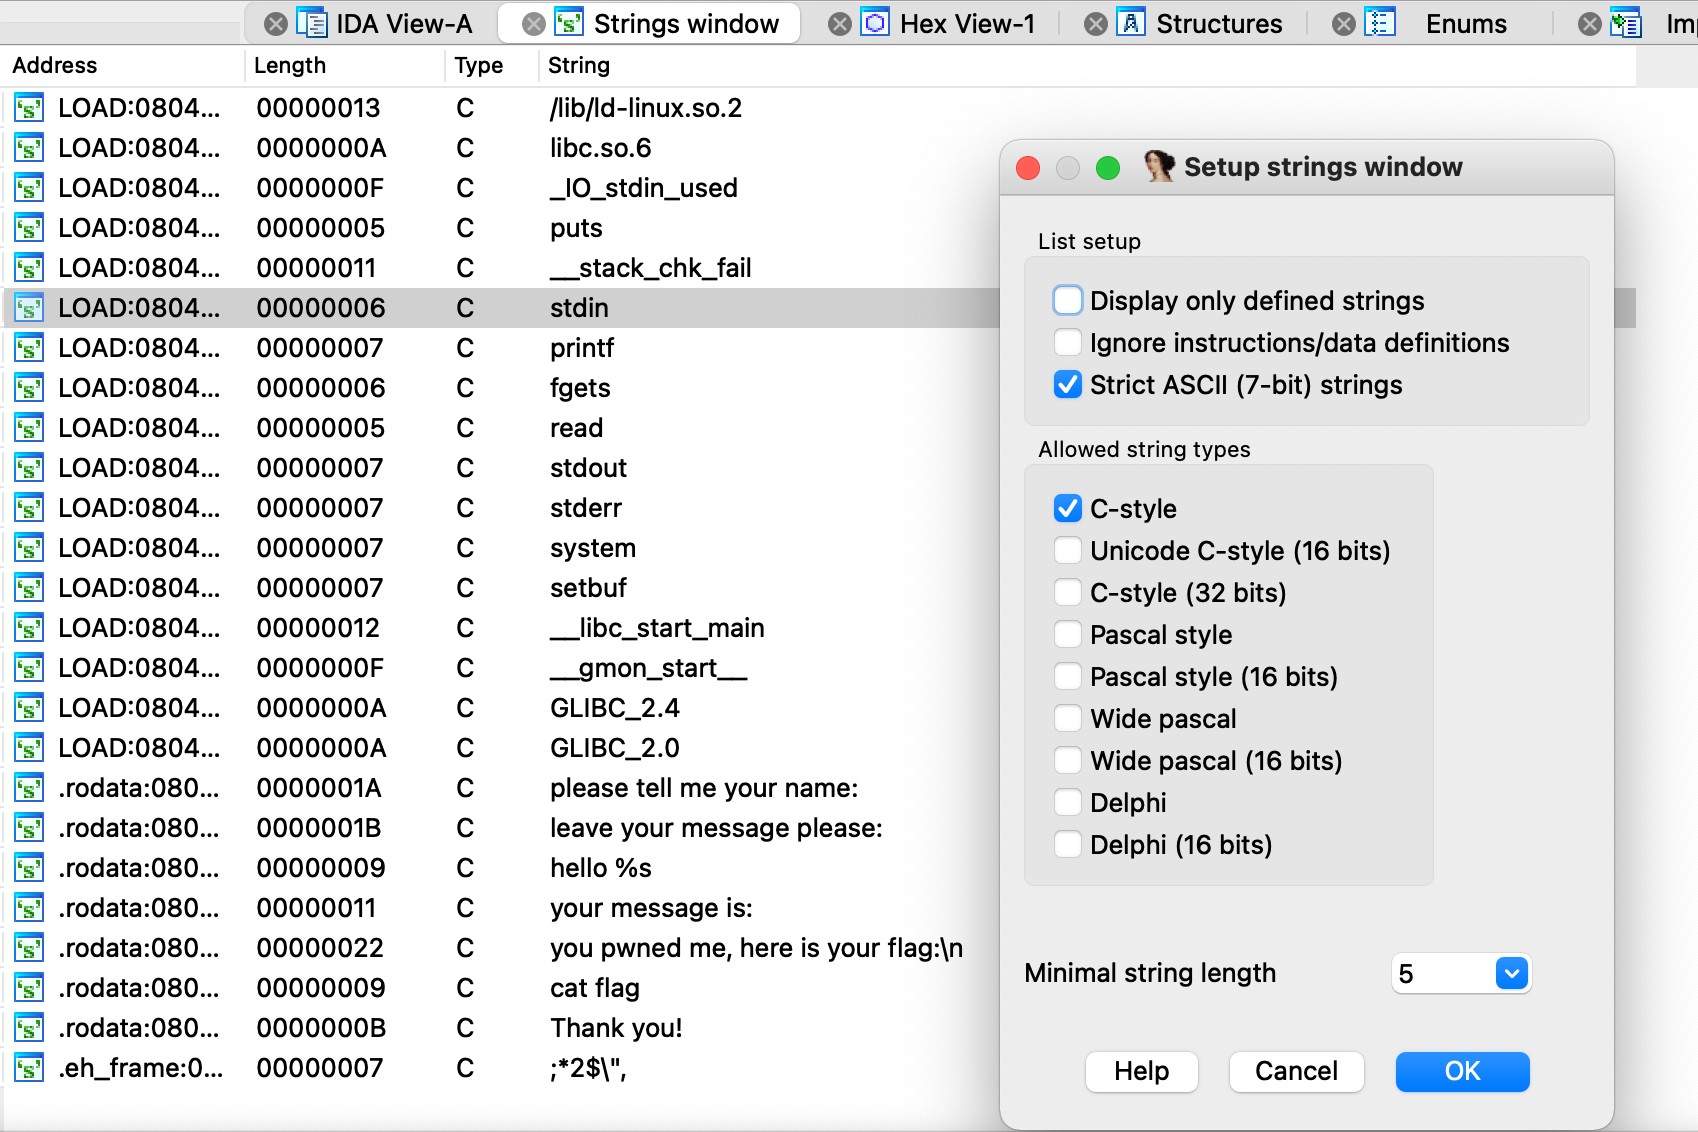 IDA View-A Strings window Hex View-1 Structures Enums
Address Length Type String
LOAD:0804... 00000013 C /lib/ld-linux.so.2
LOAD:0804... 0000000A C libc.so.6
LOAD:0804... 0000000F C _IO_stdin_used
LOAD:0804... 00000005 C puts
LOAD:0804... 00000011 C __stack_chk_fail
LOAD:0804... 00000006 C stdin
LOAD:0804... 00000007 C printf
LOAD:0804... 00000006 C fgets
LOAD:0804... 00000005 C read
LOAD:0804... 00000007 C stdout
LOAD:0804... 00000007 C stderr
LOAD:0804... 00000007 C system
LOAD:0804... 00000007 C setbuf
LOAD:0804... 00000012 C __libc_start_main
LOAD:0804... 0000000F C __gmon_start__
LOAD:0804... 0000000A C GLIBC_2.4
LOAD:0804... 0000000A C GLIBC_2.0
.rodata:080... 0000001A C please tell me your name:
.rodata:080... 0000001B C leave your message please:
.rodata:080... 00000009 C hello %s
.rodata:080... 00000011 C your message is:
.rodata:080... 00000022 C you pwned me, here is your flag:\n
.rodata:080... 00000009 C cat flag
.rodata:080... 0000000B C Thank you!
.eh_frame:0... 00000007 C ;*2$\",
Setup strings window
List setup
Display only defined strings
Ignore instructions/data definitions
Strict ASCII (7-bit) strings
Allowed string types
C-style
Unicode C-style (16 bits)
C-style (32 bits)
Pascal style
Pascal style (16 bits)
Wide pascal
Wide pascal (16 bits)
Delphi
Delphi (16 bits)
Minimal string length 5
Help Cancel OK